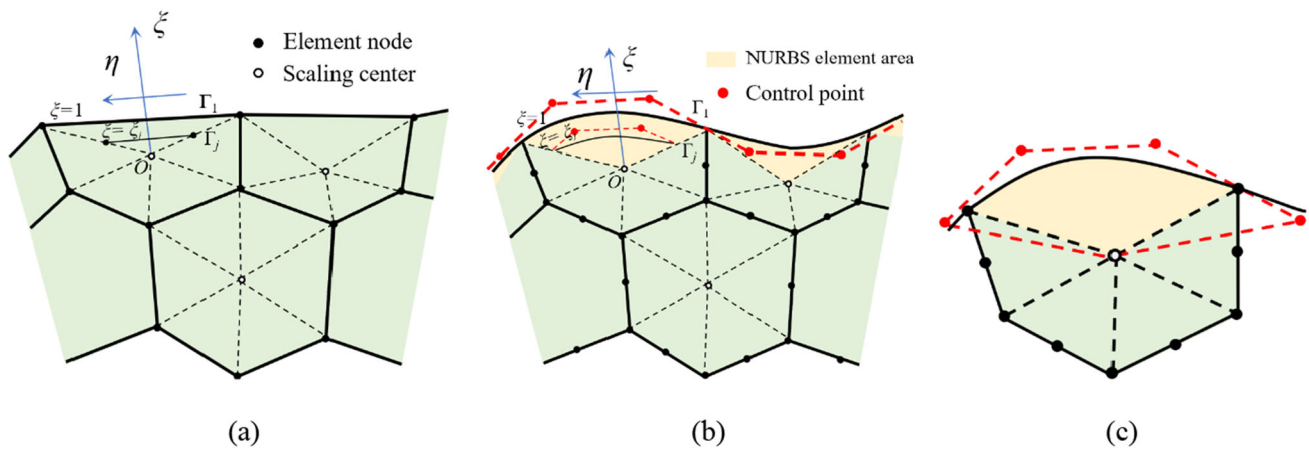 ξ
η
Element node
Scaling center
ξ=1
Γ₁
ξ=ξᵢ
Γⱼ
O
(a)
ξ
η
NURBS element area
Control point
ξ=1
Γ₁
ξ=ξᵢ
Γⱼ
O
(b)
(c)